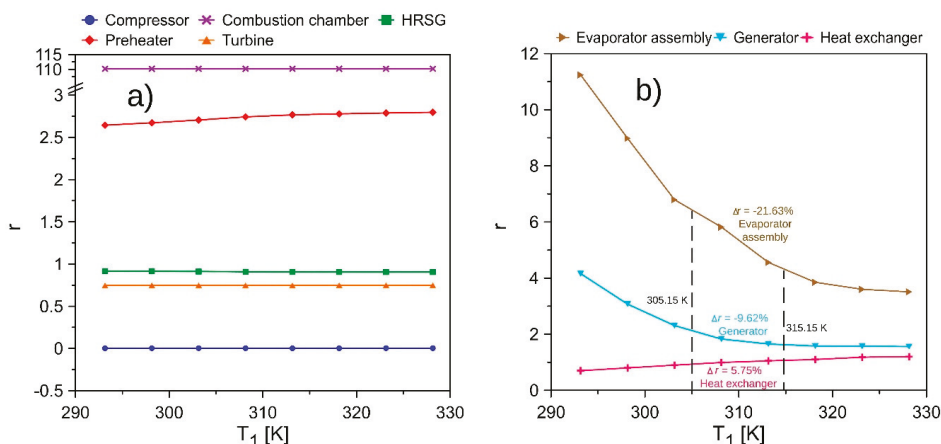 Compressor Combustion chamber HRSG
Preheater Turbine
a)
115
110
3
2.5
2
1.5
1
0.5
0
-0.5
r
290 300 310 320 330
T1 [K]
Evaporator assembly Generator Heat exchanger
b)
12
10
8
6
4
2
0
r
Δr = -21.63%
Evaporator
assembly
305.15 K
Δr = -9.62%
Generator
315.15 K
Δr = 5.75%
Heat exchanger
290 300 310 320 330
T1 [K]